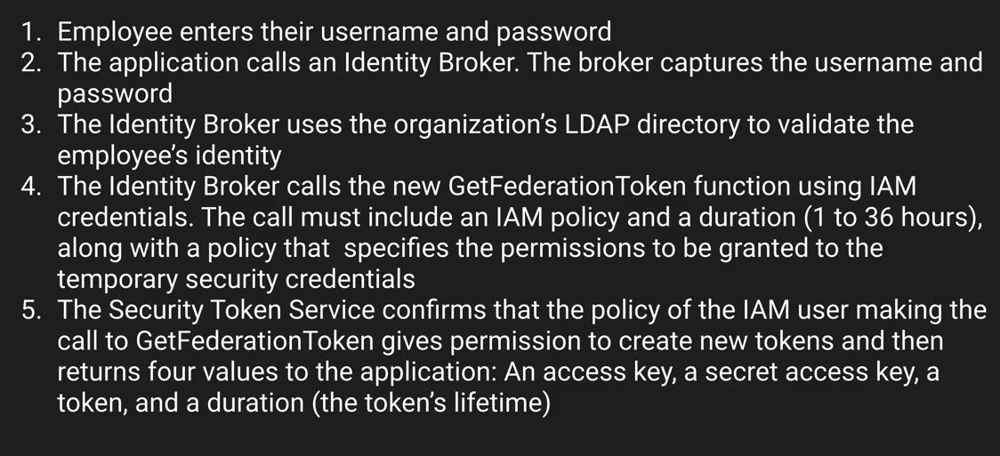 1. Employee enters their username and password
2. The application calls an Identity Broker. The broker captures the username and
password
3. The Identity Broker uses the organization’s LDAP directory to validate the
employee’s identity
4. The Identity Broker calls the new GetFederationToken function using IAM
credentials. The call must include an IAM policy and a duration (1 to 36 hours),
along with a policy that  specifies the permissions to be granted to the
temporary security credentials
5. The Security Token Service confirms that the policy of the IAM user making the
call to GetFederationToken gives permission to create new tokens and then
returns four values to the application: An access key, a secret access key, a
token, and a duration (the token’s lifetime)